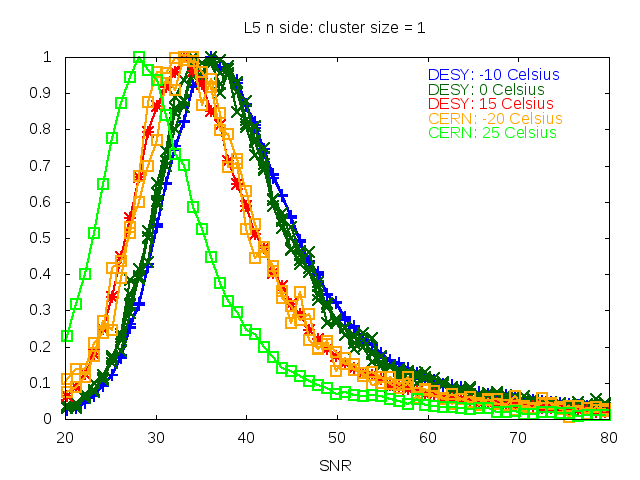 L5 n side: cluster size = 1
DESY: -10 Celsius
DESY: 0 Celsius
DESY: 15 Celsius
CERN: -20 Celsius
CERN: 25 Celsius
1
0.9
0.8
0.7
0.6
0.5
0.4
0.3
0.2
0.1
0
20 30 40 50 60 70 80
SNR